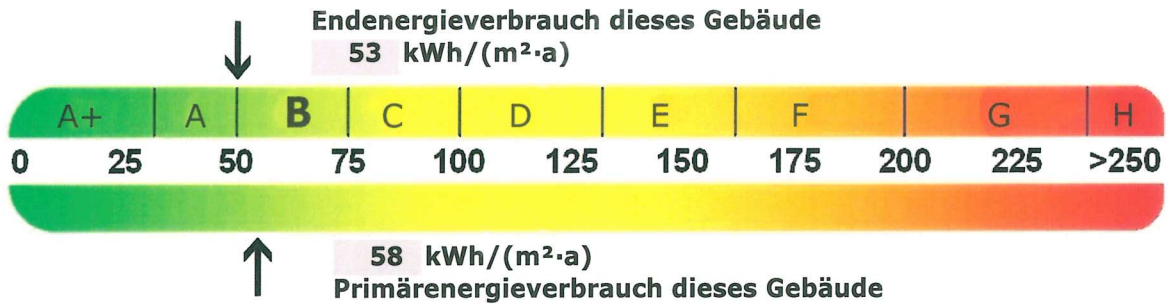 Endenergieverbrauch dieses Gebäude
53 kWh/(m²·a)
A+ A B C D E F G H
0 25 50 75 100 125 150 175 200 225 >250
58 kWh/(m²·a)
Primärenergieverbrauch dieses Gebäude